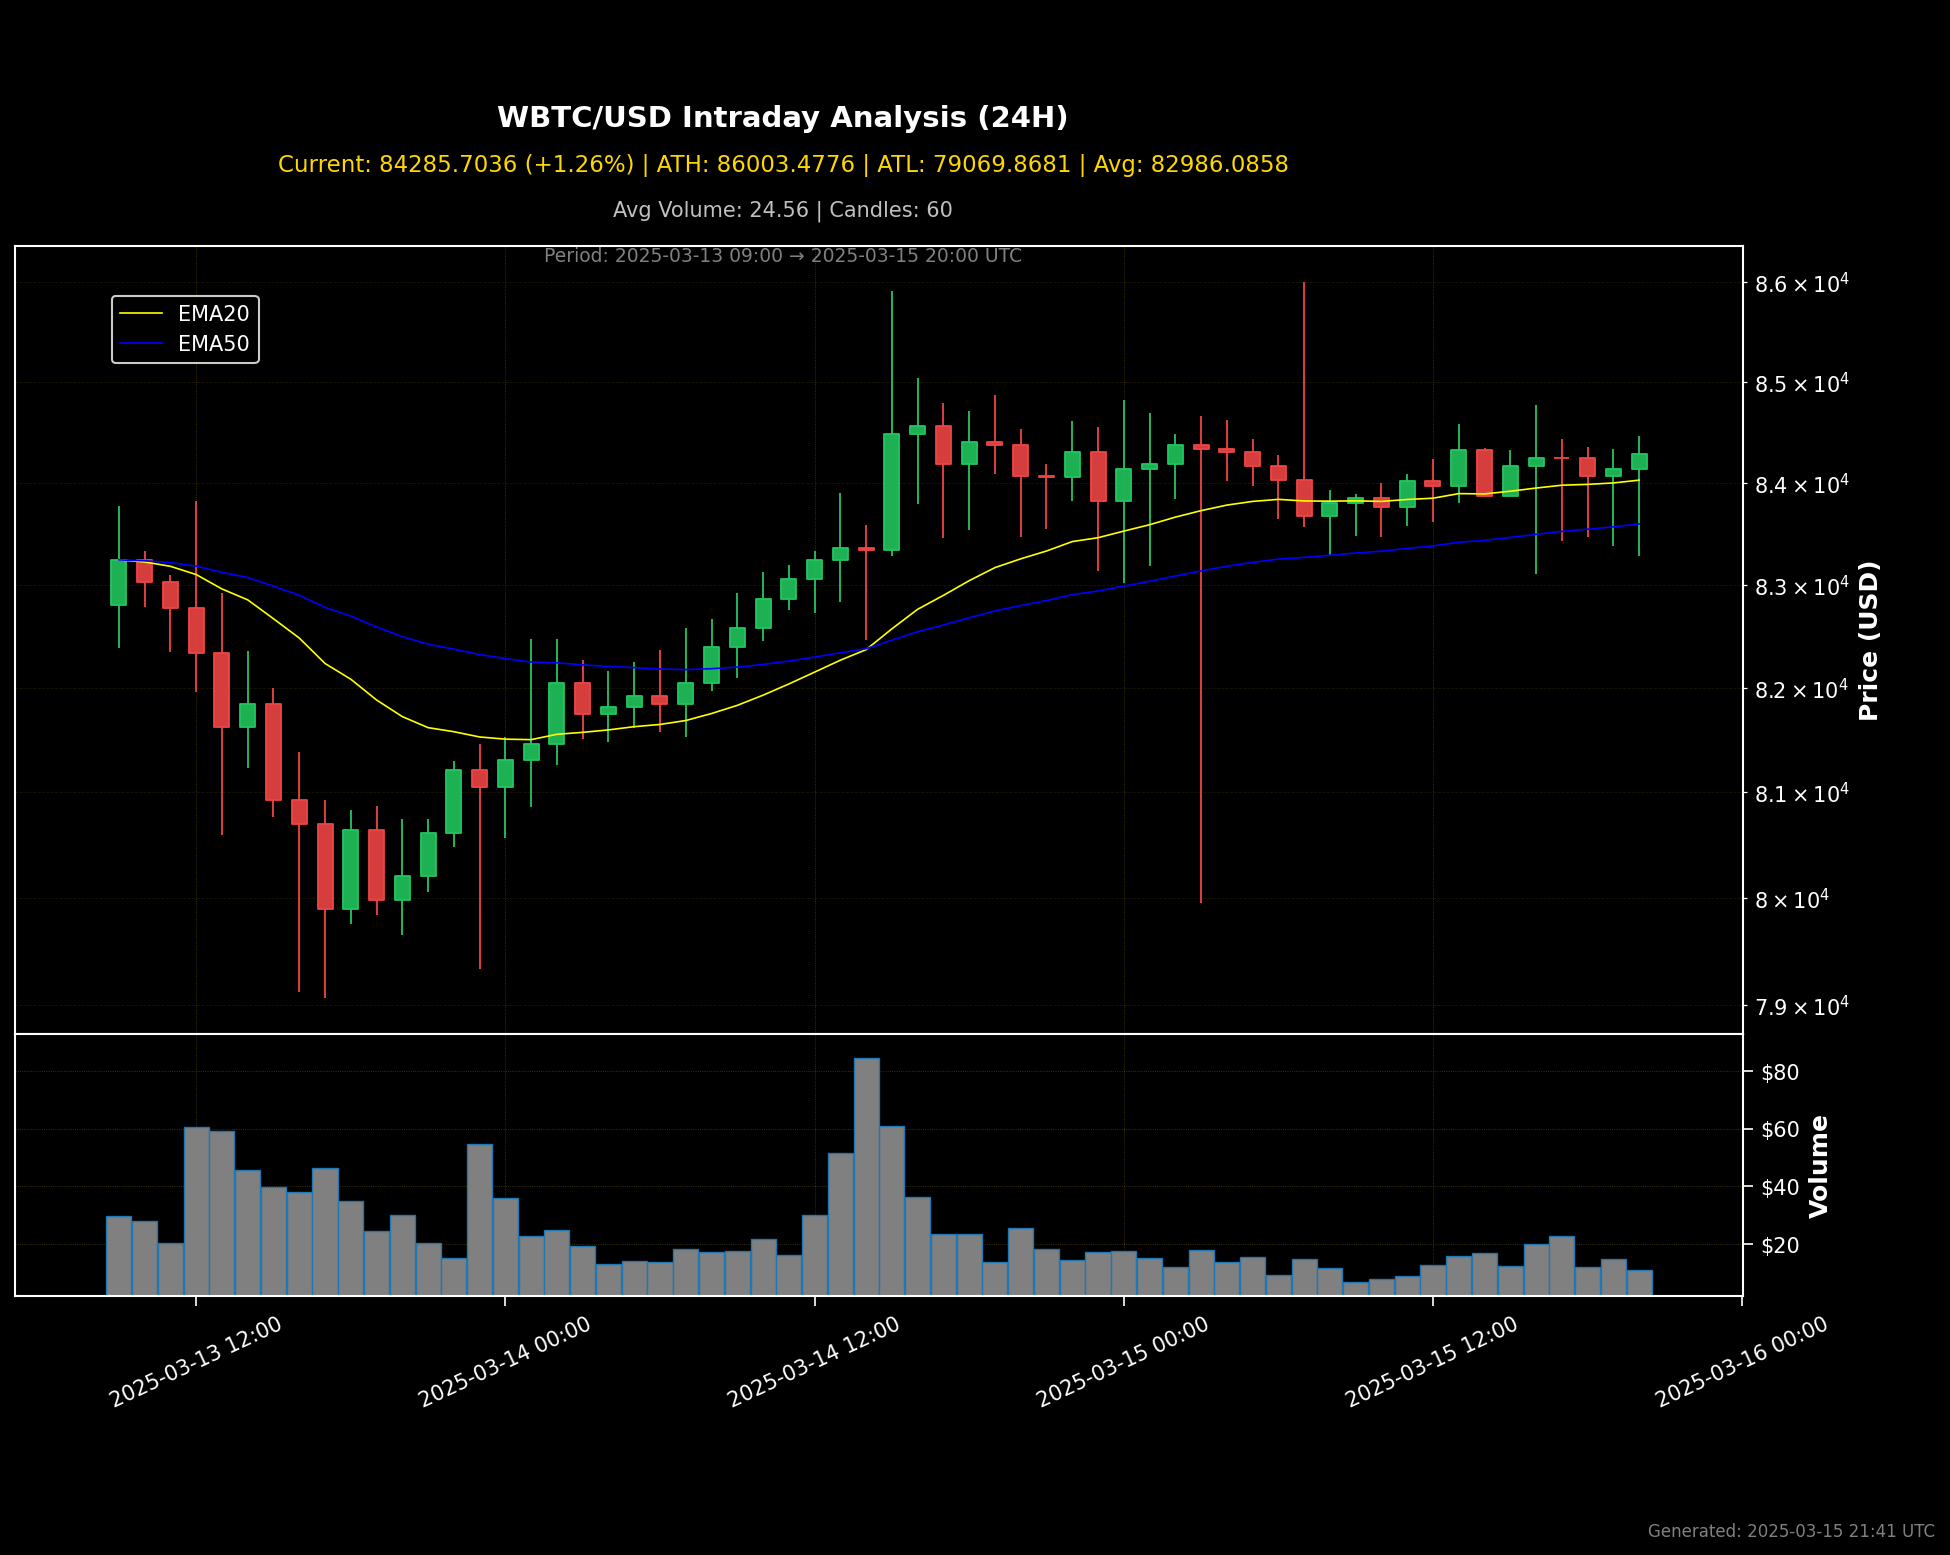 WBTC/USD Intraday Analysis (24H)
Current: 84285.7036 (+1.26%) | ATH: 86003.4776 | ATL: 79069.8681 | Avg: 82986.0858
Avg Volume: 24.56 | Candles: 60
Period: 2025-03-13 09:00 → 2025-03-15 20:00 UTC
EMA20
EMA50
8.6 × 10⁴
8.5 × 10⁴
8.4 × 10⁴
8.3 × 10⁴
8.2 × 10⁴
8.1 × 10⁴
8 × 10⁴
7.9 × 10⁴
Price (USD)
$80
$60
$40
$20
Volume
2025-03-13 12:00
2025-03-14 00:00
2025-03-14 12:00
2025-03-15 00:00
2025-03-15 12:00
2025-03-16 00:00
Generated: 2025-03-15 21:41 UTC